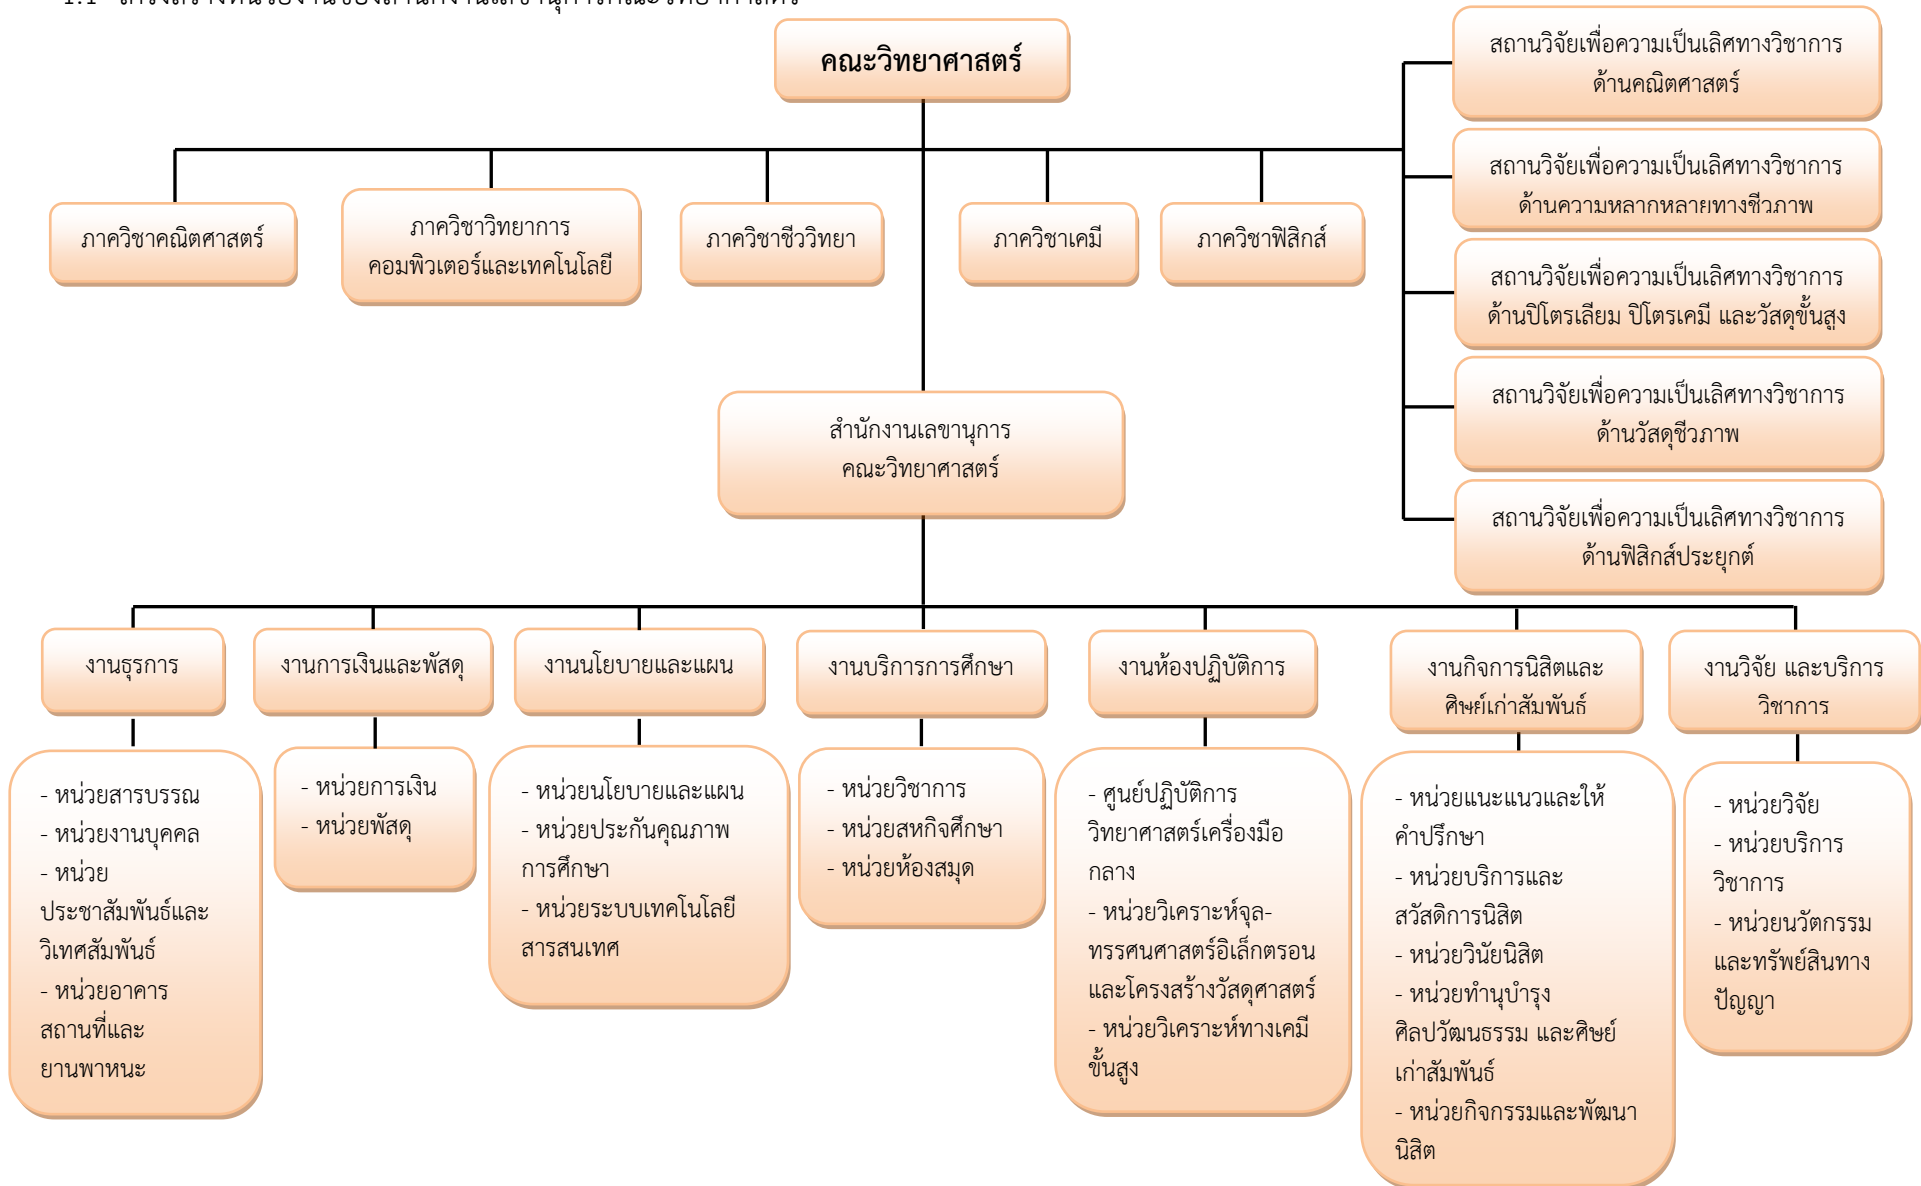 1.1 โครงสร้างหน่วยงานของสำนักงานเลขานุการคณะวิทยาศาสตร์
คณะวิทยาศาสตร์
สถานวิจัยเพื่อความเป็นเลิศทางวิชาการ
ด้านคณิตศาสตร์
สถานวิจัยเพื่อความเป็นเลิศทางวิชาการ
ด้านความหลากหลายทางชีวภาพ
สถานวิจัยเพื่อความเป็นเลิศทางวิชาการ
ด้านปิโตรเลียม ปิโตรเคมี และวัสดุขั้นสูง
สถานวิจัยเพื่อความเป็นเลิศทางวิชาการ
ด้านวัสดุชีวภาพ
สถานวิจัยเพื่อความเป็นเลิศทางวิชาการ
ด้านฟิสิกส์ประยุกต์
ภาควิชาคณิตศาสตร์
ภาควิชาวิทยาการ
คอมพิวเตอร์และเทคโนโลยี
ภาควิชาชีววิทยา
ภาควิชาเคมี
ภาควิชาฟิสิกส์
สำนักงานเลขานุการ
คณะวิทยาศาสตร์
งานธุรการ
งานการเงินและพัสดุ
งานนโยบายและแผน
งานบริการการศึกษา
งานห้องปฏิบัติการ
งานกิจการนิสิตและ
ศิษย์เก่าสัมพันธ์
งานวิจัย และบริการ
วิชาการ
- หน่วยสารบรรณ
- หน่วยงานบุคคล
- หน่วย
ประชาสัมพันธ์และ
วิเทศสัมพันธ์
- หน่วยอาคาร
สถานที่และ
ยานพาหนะ
- หน่วยการเงิน
- หน่วยพัสดุ
- หน่วยนโยบายและแผน
- หน่วยประกันคุณภาพ
การศึกษา
- หน่วยระบบเทคโนโลยี
สารสนเทศ
- หน่วยวิชาการ
- หน่วยสหกิจศึกษา
- หน่วยห้องสมุด
- ศูนย์ปฏิบัติการ
วิทยาศาสตร์เครื่องมือ
กลาง
- หน่วยวิเคราะห์จุล-
ทรรศนศาสตร์อิเล็กตรอน
และโครงสร้างวัสดุศาสตร์
- หน่วยวิเคราะห์ทางเคมี
ขั้นสูง
- หน่วยแนะแนวและให้
คำปรึกษา
- หน่วยบริการและ
สวัสดิการนิสิต
- หน่วยวินัยนิสิต
- หน่วยทำนุบำรุง
ศิลปวัฒนธรรม และศิษย์
เก่าสัมพันธ์
- หน่วยกิจกรรมและพัฒนา
นิสิต
- หน่วยวิจัย
- หน่วยบริการ
วิชาการ
- หน่วยนวัตกรรม
และทรัพย์สินทาง
ปัญญา